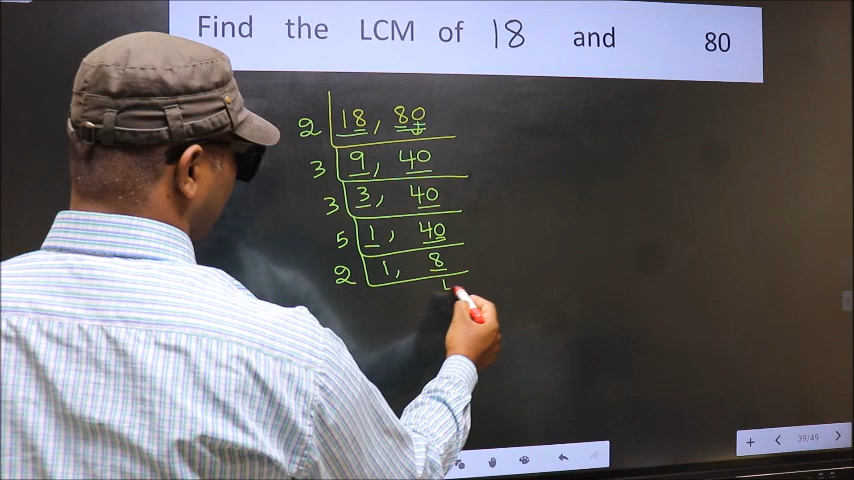 Find the LCM of 18 and 80
2 18, 80
3 9, 40
3 3, 40
5 1, 40
2 1, 8
39/49